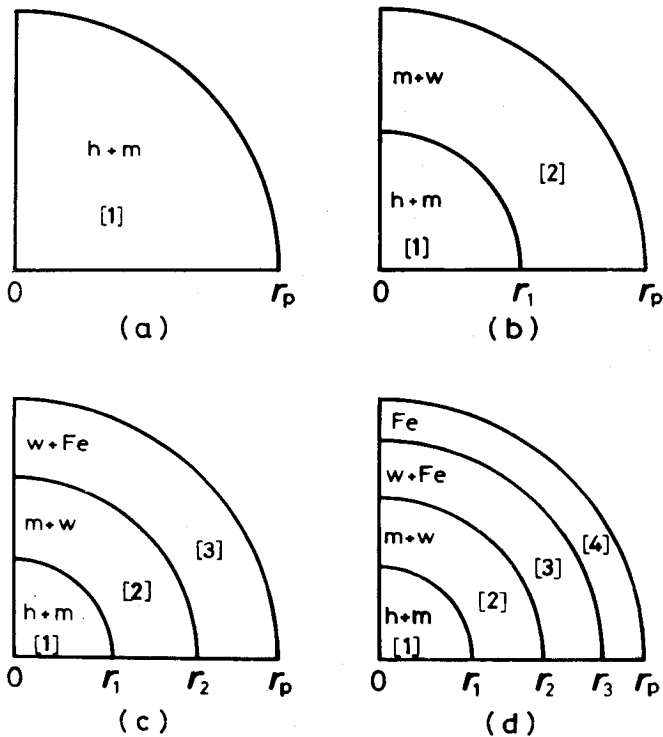 h + m
[1]
0 r_p
(a)
m+w
[2]
h+m
[1]
0 r_1 r_p
(b)
w+Fe
[3]
m+w
[2]
h+m
[1]
0 r_1 r_2 r_p
(c)
Fe
w+Fe
[4]
m+w
[3]
[2]
h+m
[1]
0 r_1 r_2 r_3 r_p
(d)